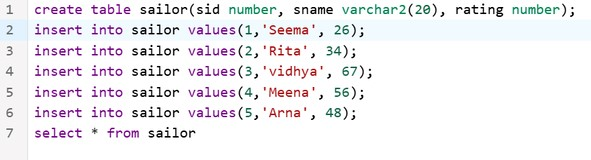 1 create table sailor(sid number, sname varchar2(20), rating number);
2 insert into sailor values(1,'Seema', 26);
3 insert into sailor values(2,'Rita', 34);
4 insert into sailor values(3,'vidhya', 67);
5 insert into sailor values(4,'Meena', 56);
6 insert into sailor values(5,'Arna', 48);
7 select * from sailor